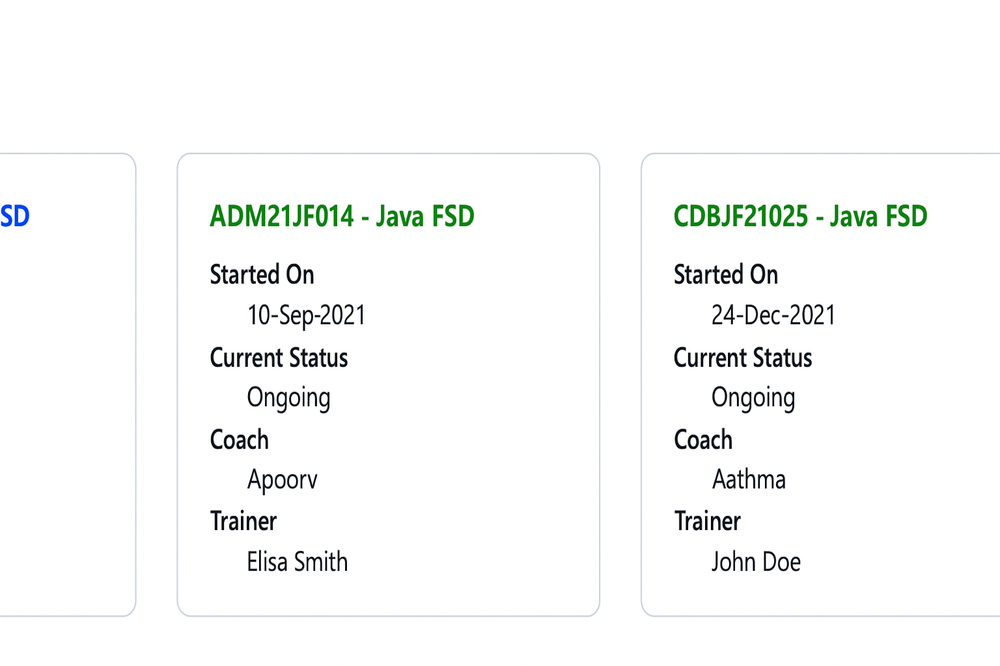 SD
ADM21JF014 - Java FSD
Started On
10-Sep-2021
Current Status
Ongoing
Coach
Apoorv
Trainer
Elisa Smith
CDBJF21025 - Java FSD
Started On
24-Dec-2021
Current Status
Ongoing
Coach
Aathma
Trainer
John Doe